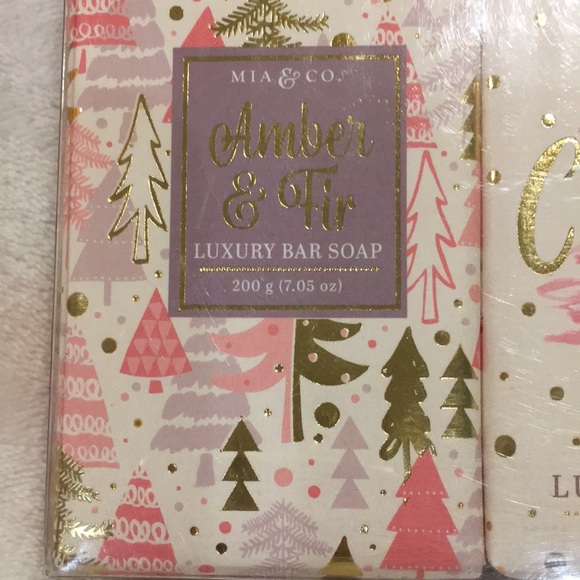 MIA & CO.
Amber
& Fir
LUXURY BAR SOAP
200 g (7.05 oz)